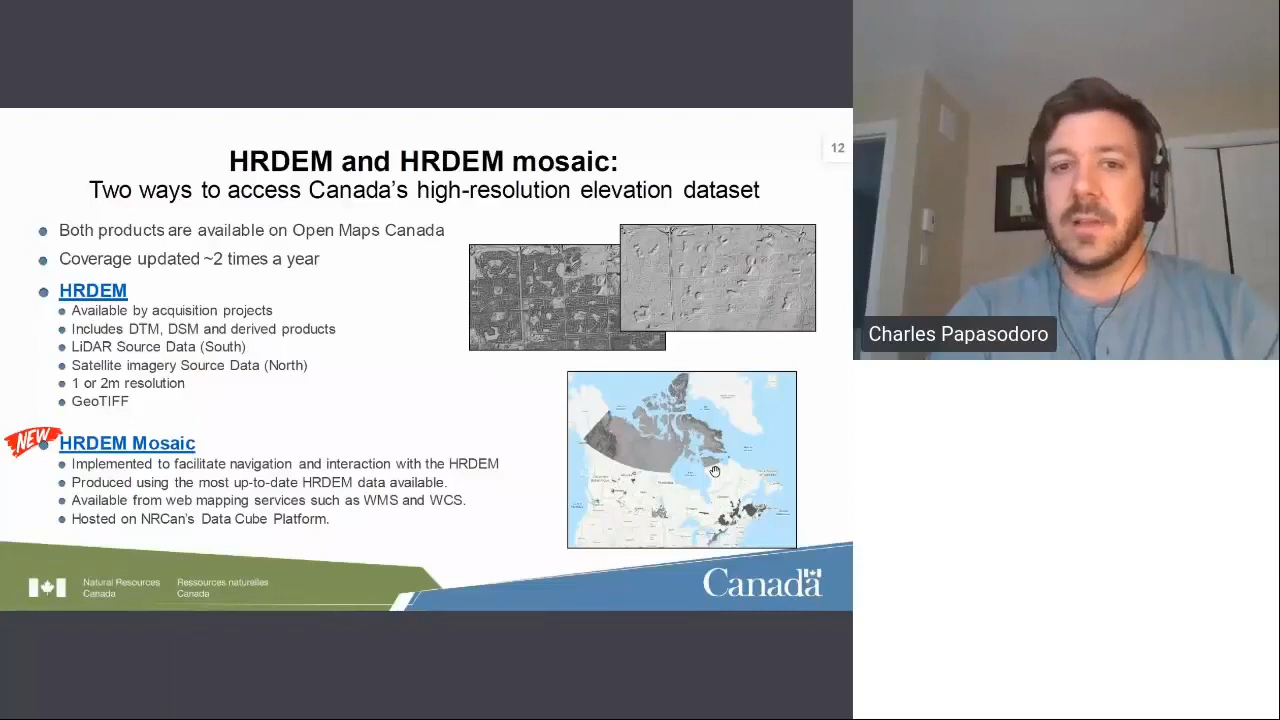 HRDEM and HRDEM mosaic:
Two ways to access Canada's high-resolution elevation dataset
12
Both products are available on Open Maps Canada
Coverage updated ~2 times a year
HRDEM
Available by acquisition projects
Includes DTM, DSM and derived products
LiDAR Source Data (South)
Satellite imagery Source Data (North)
1 or 2m resolution
GeoTIFF
NEW
HRDEM Mosaic
Implemented to facilitate navigation and interaction with the HRDEM
Produced using the most up-to-date HRDEM data available.
Available from web mapping services such as WMS and WCS.
Hosted on NRCan's Data Cube Platform.
Natural Resources
Canada
Ressources naturelles
Canada
Canada
Charles Papasodoro